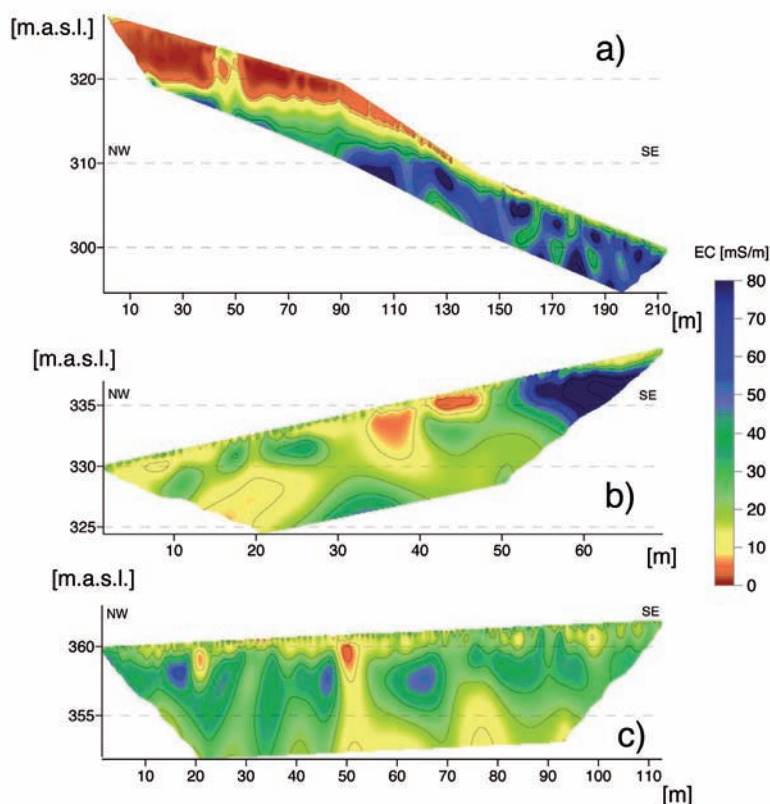 [m.a.s.l.]
a)
320
NW
SE
310
300
10 30 50 70 90 110 130 150 170 190 210
[m]
EC [mS/m]
80
70
60
50
40
30
20
10
0
[m.a.s.l.]
NW
SE
335
330
325
b)
10 20 30 40 50 60
[m]
[m.a.s.l.]
NW
SE
360
355
c)
10 20 30 40 50 60 70 80 90 100 110
[m]